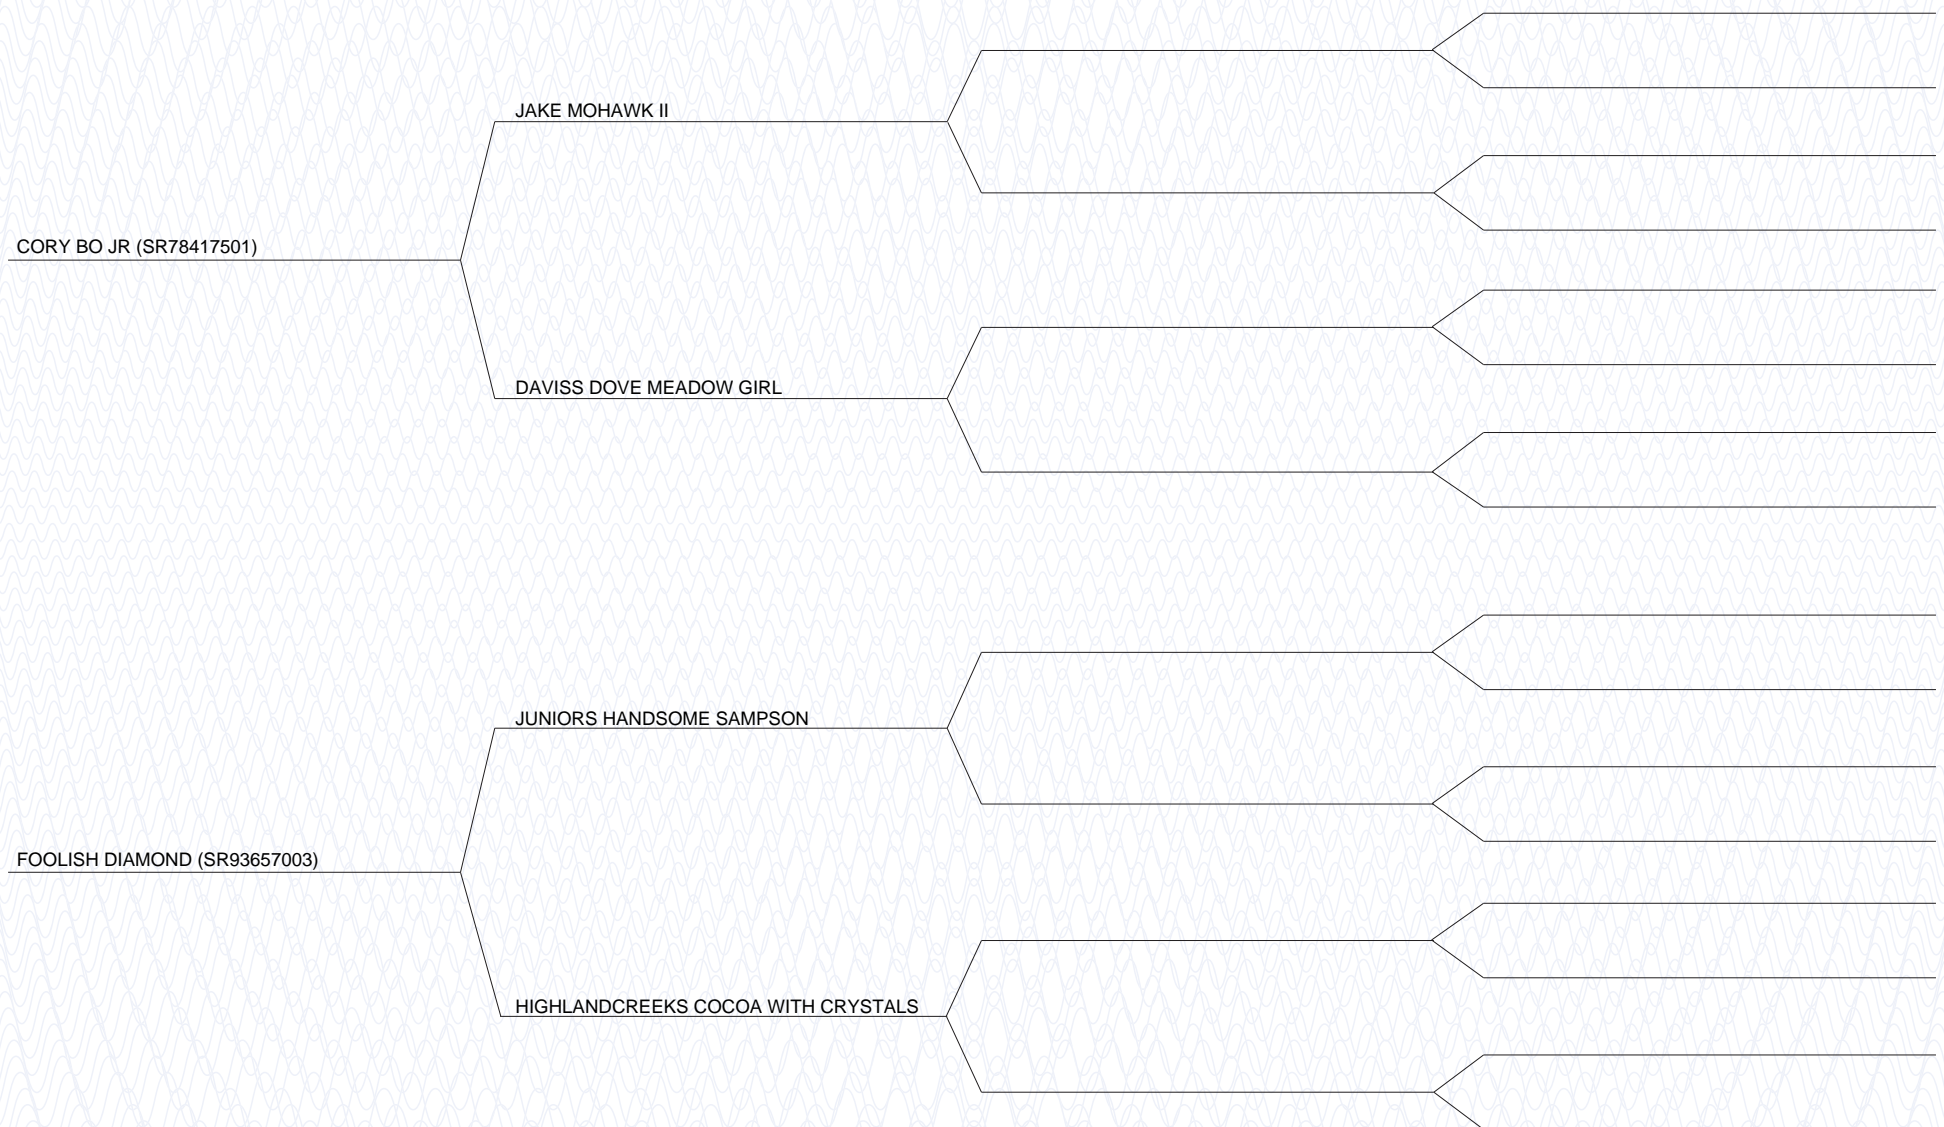 JAKE MOHAWK II
CORY BO JR (SR78417501)
DAVISS DOVE MEADOW GIRL
JUNIORS HANDSOME SAMPSON
FOOLISH DIAMOND (SR93657003)
HIGHLANDCREEKS COCOA WITH CRYSTALS